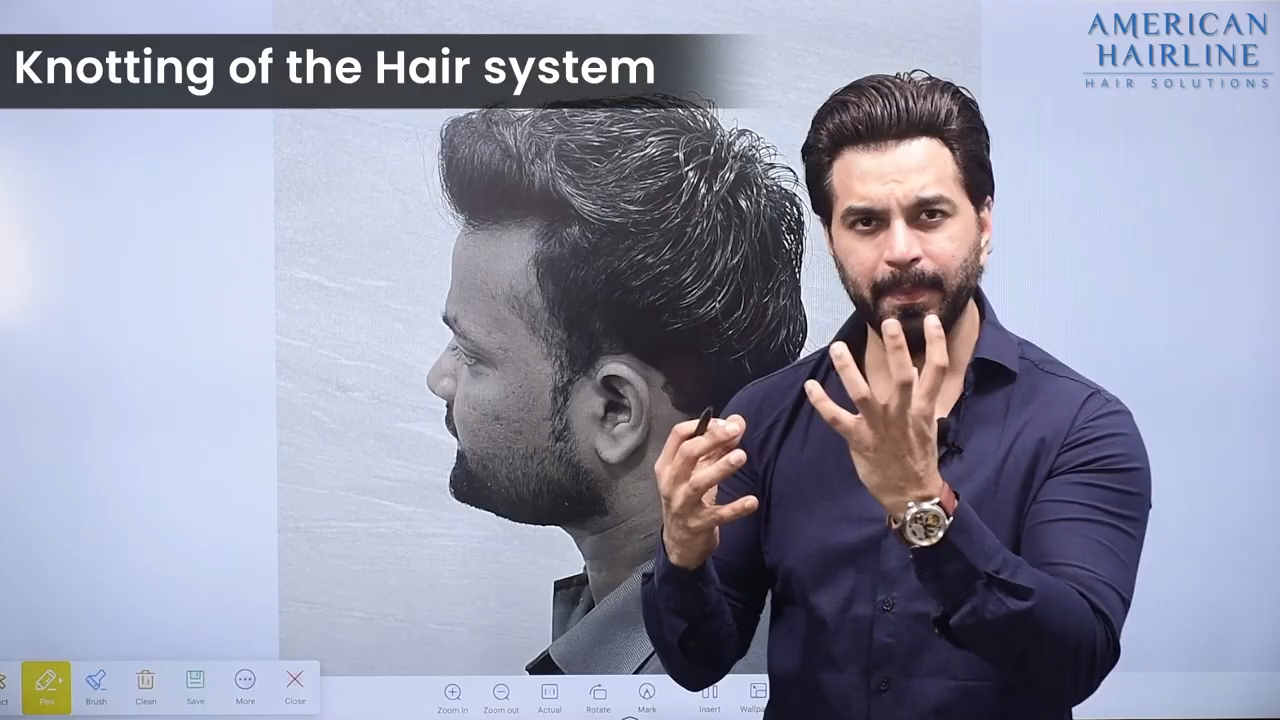 Knotting of the Hair system
AMERICAN
HAIRLINE
HAIR SOLUTIONS
Pen
Brush
Clean
Save
More
Close
Zoom in
Zoom out
Actual
Rotate
Mark
Insert